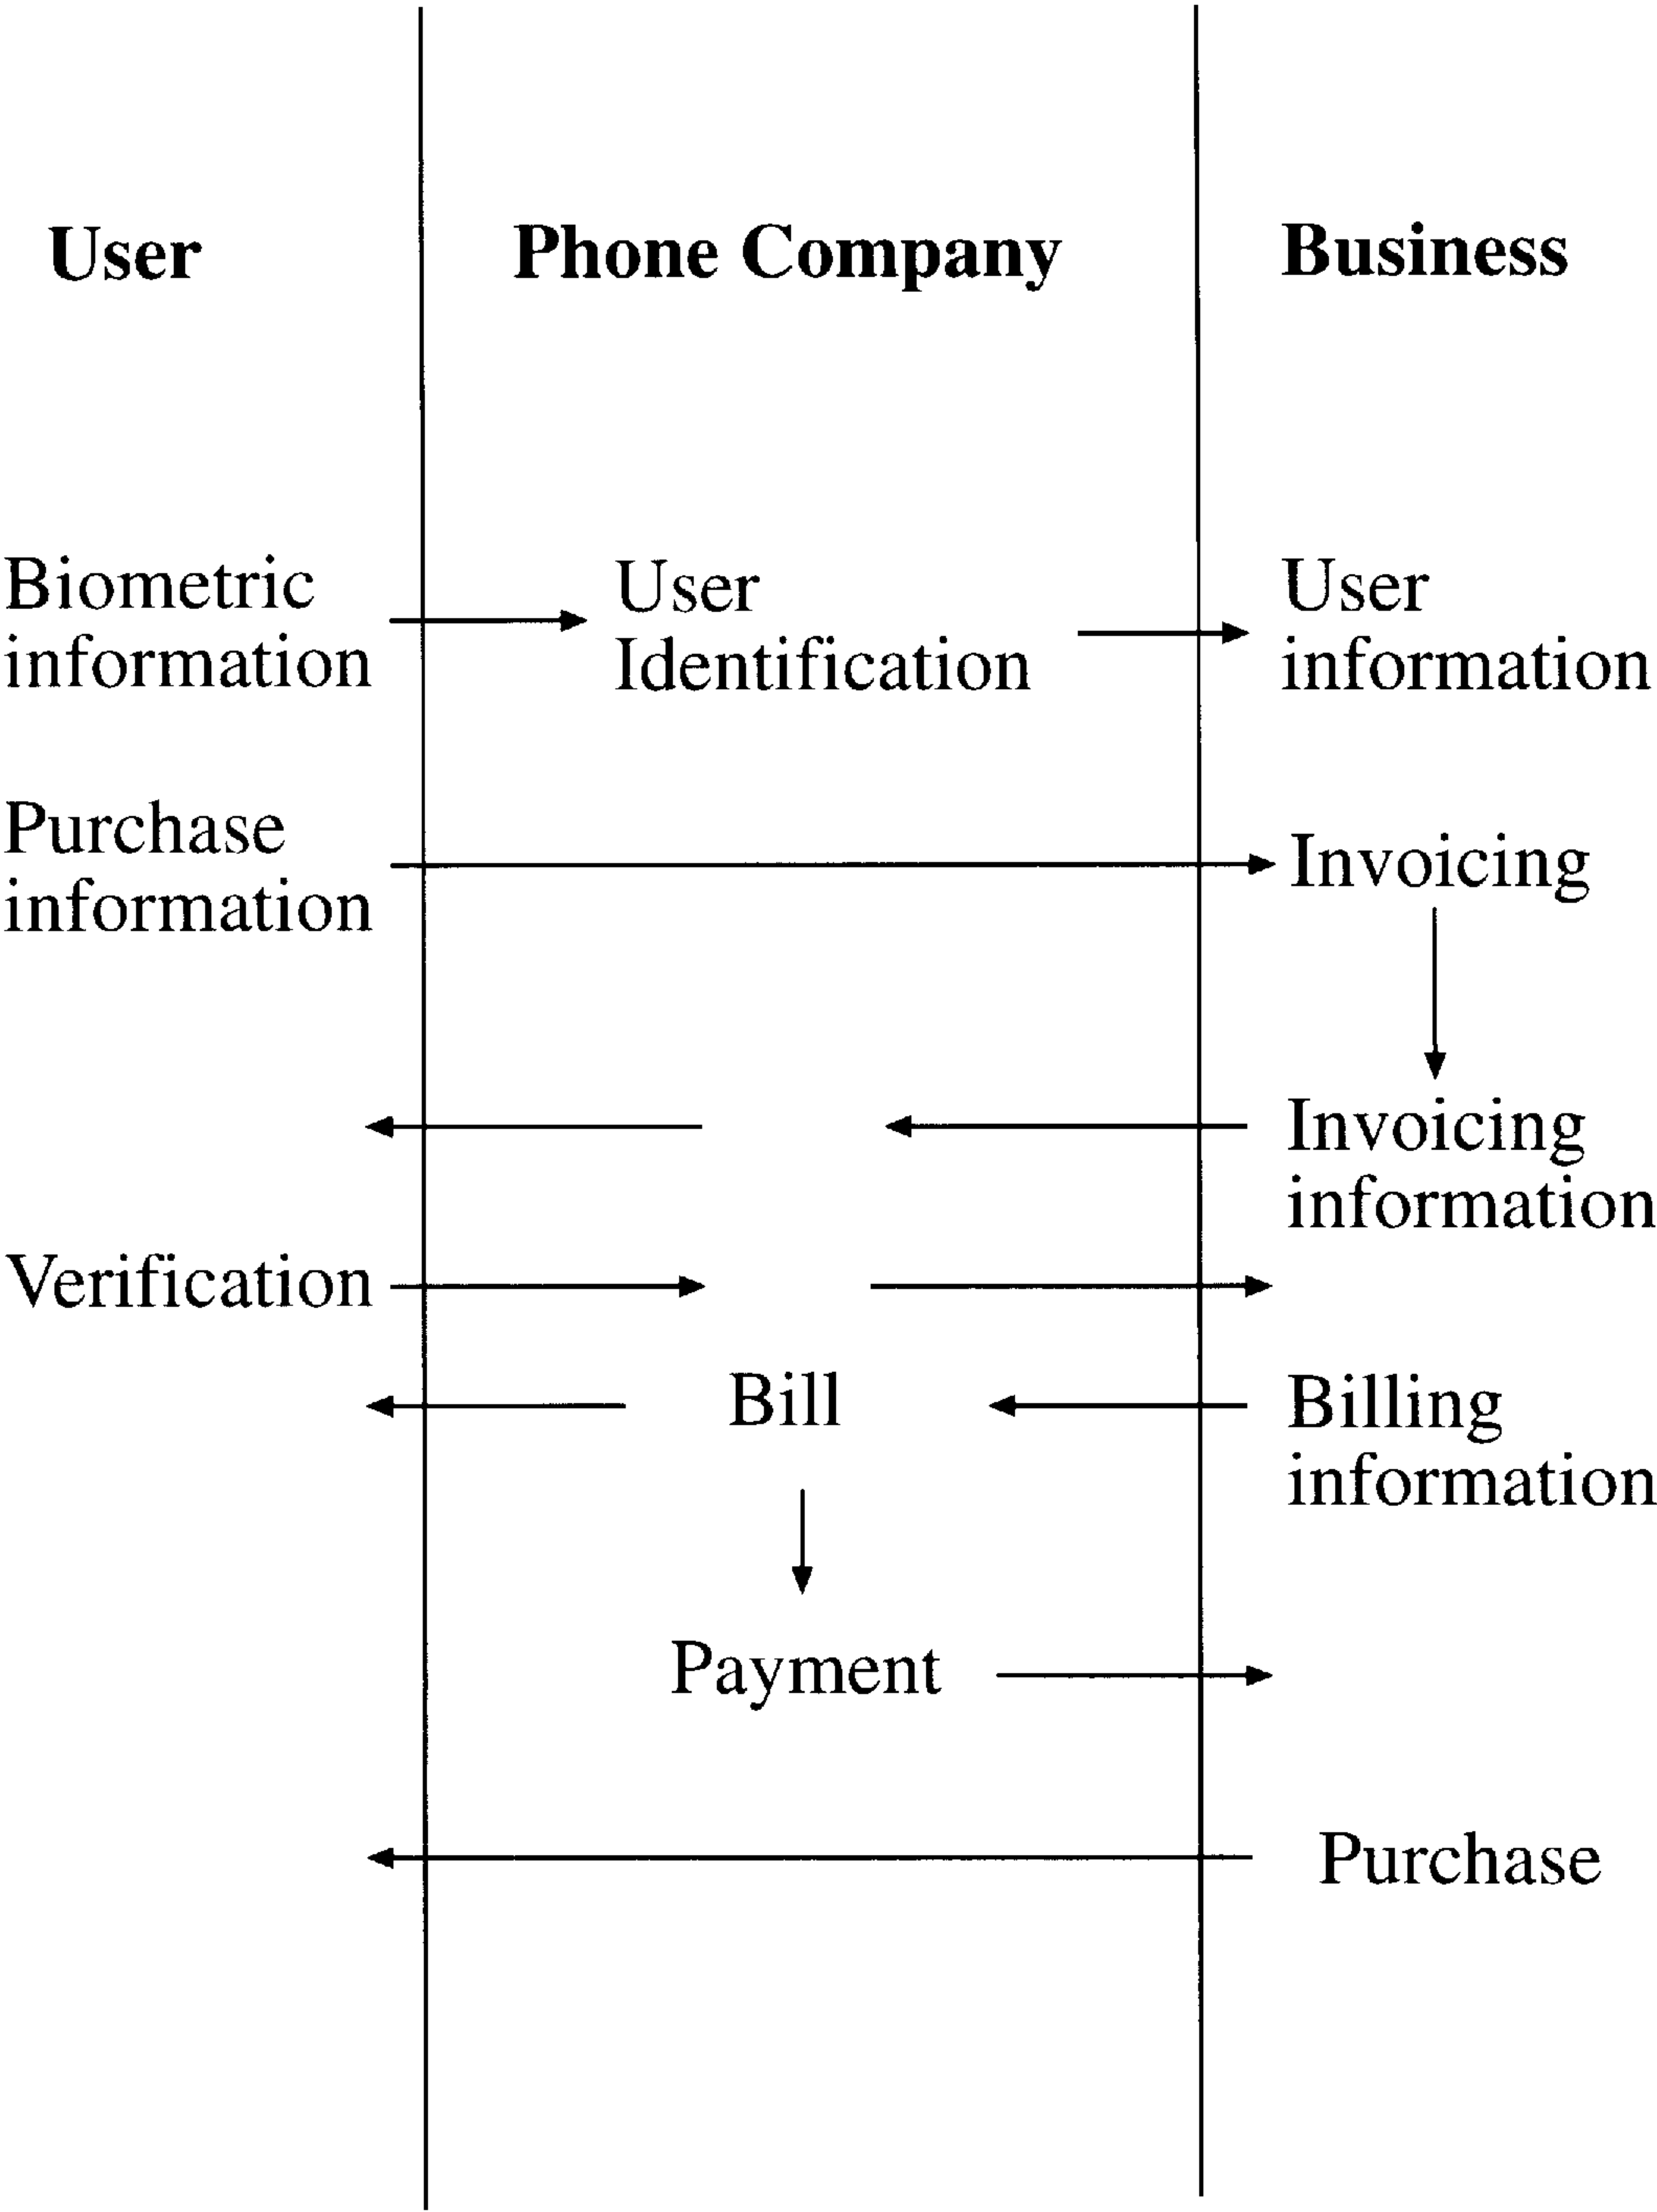 User
Phone Company
Business
Biometric
information
User
Identification
User
information
Purchase
information
Invoicing
Invoicing
information
Verification
Bill
Billing
information
Payment
Purchase